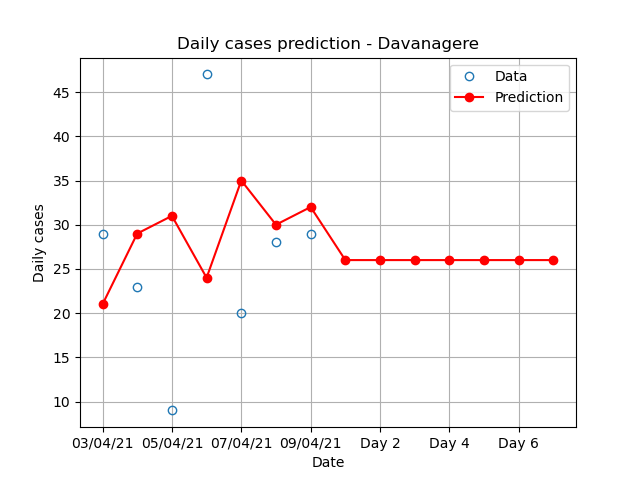 Daily cases prediction - Davanagere
Data
Prediction
45
40
35
30
25
20
15
10
Daily cases
03/04/21 05/04/21 07/04/21 09/04/21 Day 2 Day 4 Day 6
Date